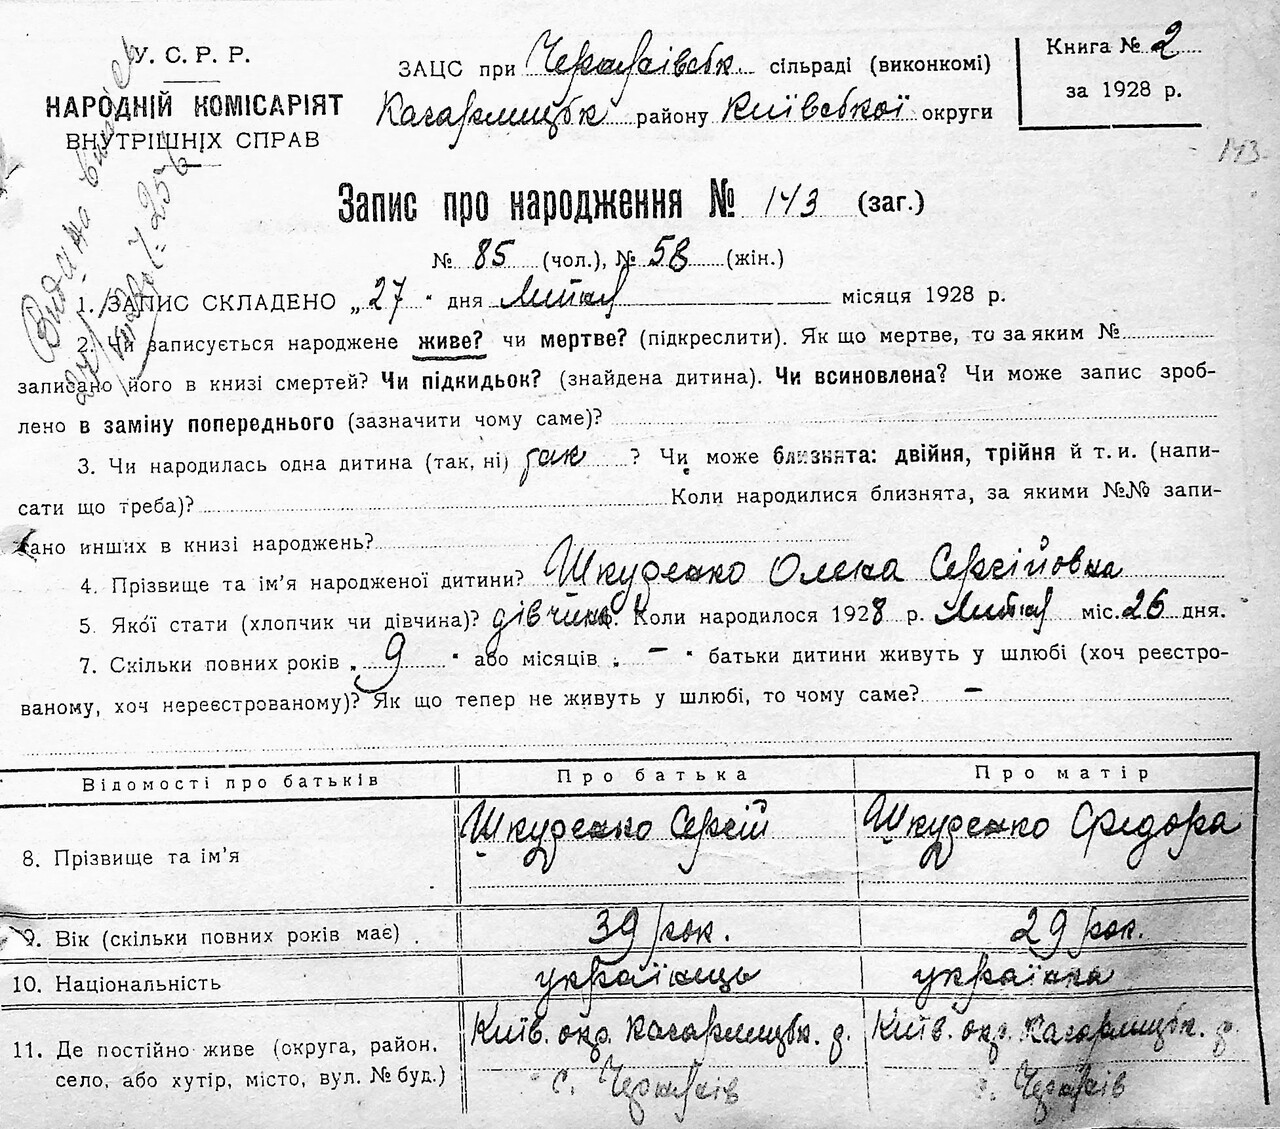 У. С. Р. Р.
НАРОДНІЙ КОМІСАРІЯТ
ВНУТРІШНІХ СПРАВ
ЗАЦС при Черняхівськ. сільраді (виконкомі)
Кагарлицьк району Київської округи
Книга № 2
за 1928 р.
143
Запис про народження № 143 (заг.)
№ 85 (чол.), № 58 (жін.)
1. ЗАПИС СКЛАДЕНО „27" дня Липня місяця 1928 р.
2. Чи записується народжене живе? чи мертве? (підкреслити). Як що мертве, то за яким №
записано його в книзі смертей? Чи підкидьок? (знайдена дитина). Чи всиновлена? Чи може запис зроб-
лено в заміну попереднього (зазначити чому саме)?
3. Чи народилась одна дитина (так, ні) так ? Чи може близнята: двійня, трійня й т. и. (напи-
сати що треба)? Коли народилися близнята, за якими №№ запи-
сано инших в книзі народжень?
4. Прізвище та ім'я народженої дитини? Шкуренко Олена Сергійовна
5. Якої стати (хлопчик чи дівчина)? дівчина. Коли народилося 1928 р. Липня міс. 26 дня.
7. Скільки повних років „9" або місяців „—" батьки дитини живуть у шлюбі (хоч реєстро-
ваному, хоч нереєстрованому)? Як що тепер не живуть у шлюбі, то чому саме? —
Відомості про батьків Про батька Про матір
8. Прізвище та ім'я Шкуренко Сергій Шкуренко Федора
9. Вік (скільки повних років має) 39 рок. 29 рок.
10. Національність українець українка
11. Де постійно живе (округа, район, Київ. окр. Кагарлицьк. р. Київ. окр. Кагарлицьк. р.
село, або хутір, місто, вул. № буд.) с. Черняхів с. Черняхів